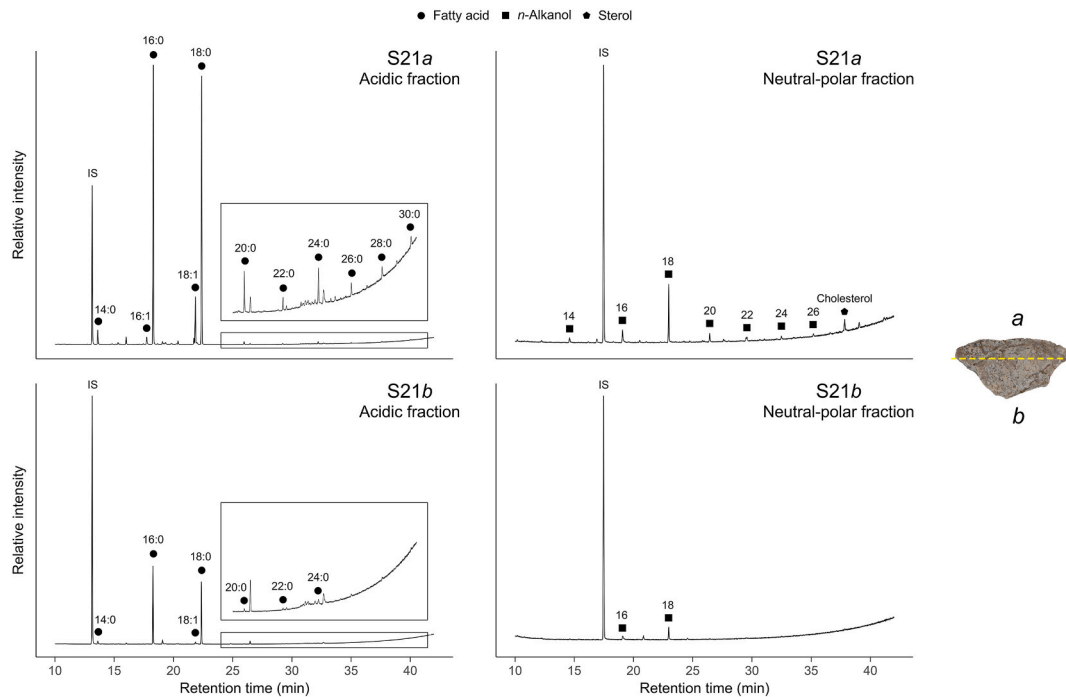 Fatty acid n-Alkanol Sterol
S21a
Acidic fraction
Relative intensity
IS
14:0
16:1
16:0
18:1
18:0
20:0
22:0
24:0
26:0
28:0
30:0
S21a
Neutral-polar fraction
IS
14
16
18
20
22
24
26
Cholesterol
a
b
S21b
Acidic fraction
Relative intensity
IS
14:0
16:0
18:1
18:0
20:0
22:0
24:0
10 15 20 25 30 35 40
Retention time (min)
S21b
Neutral-polar fraction
IS
16
18
10 15 20 25 30 35 40
Retention time (min)